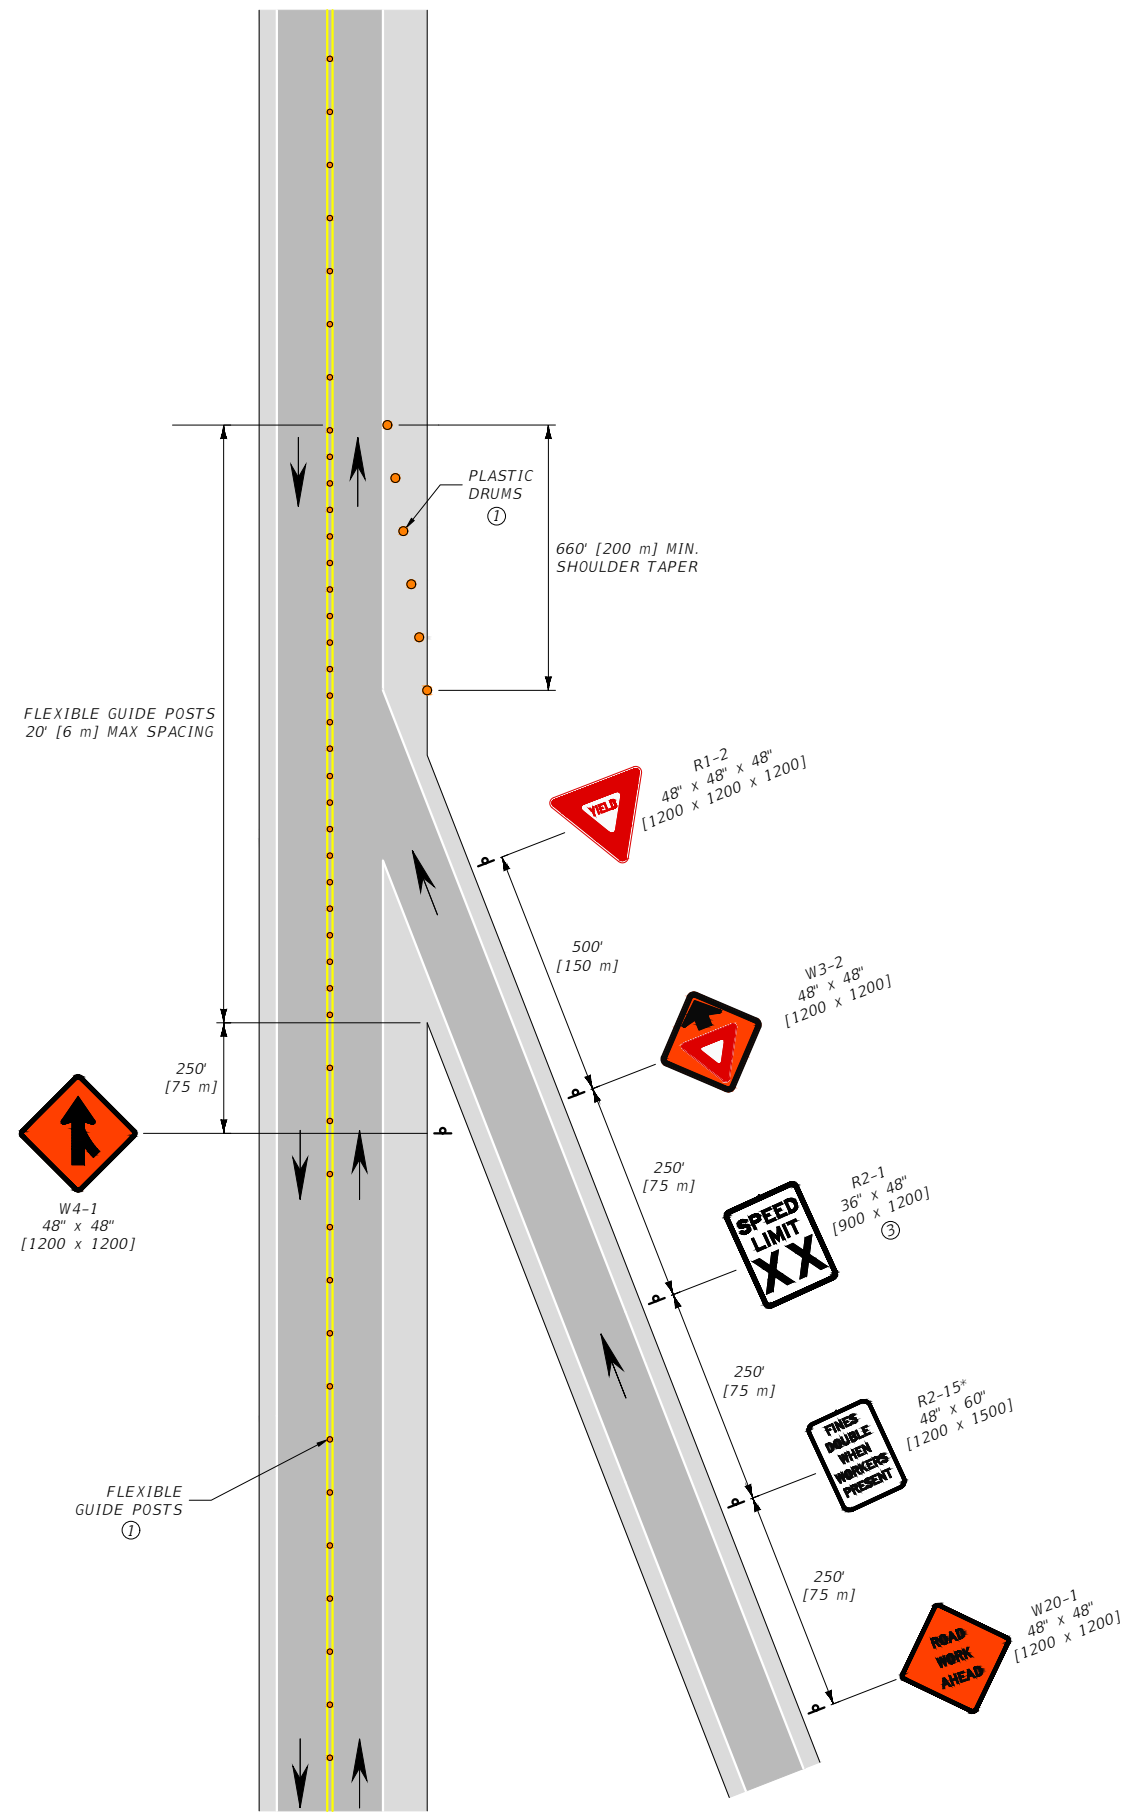 PLASTIC
DRUMS
1
660' [200 m] MIN.
SHOULDER TAPER
FLEXIBLE GUIDE POSTS
20' [6 m] MAX SPACING
YIELD
R1-2
48" x 48" x 48"
[1200 x 1200 x 1200]
500'
[150 m]
W3-2
48" x 48"
[1200 x 1200]
250'
[75 m]
W4-1
48" x 48"
[1200 x 1200]
250'
[75 m]
SPEED
LIMIT
XX
R2-1
36" x 48"
[900 x 1200]
3
250'
[75 m]
FINES
DOUBLE
WHEN
WORKERS
PRESENT
R2-15*
48" x 60"
[1200 x 1500]
FLEXIBLE
GUIDE POSTS
1
250'
[75 m]
ROAD
WORK
AHEAD
W20-1
48" x 48"
[1200 x 1200]